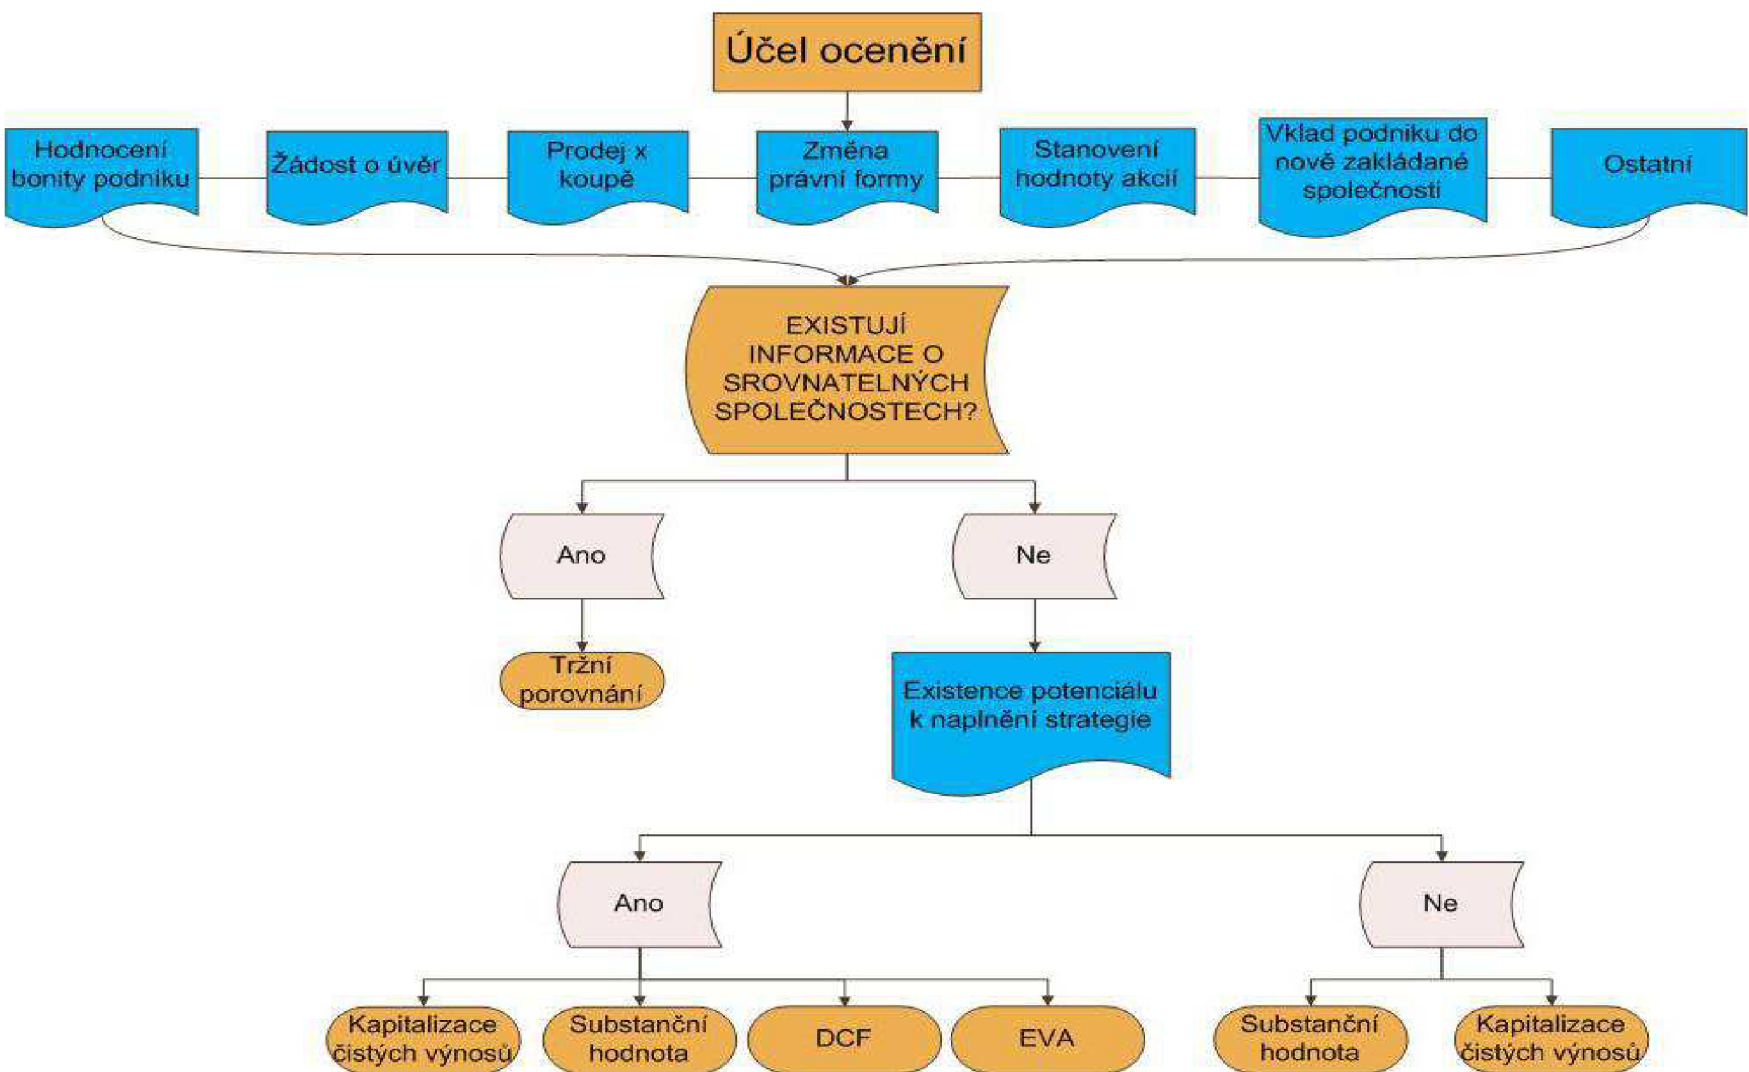 Účel ocenění
Hodnocení
bonity podniku
Žádost o úvěr
Prodej x
koupě
Změna
právní formy
Stanovení
hodnoty akcií
Vklad podniku do
nově zakládané
společnosti
Ostatní
EXISTUJÍ
INFORMACE O
SROVNATELNÝCH
SPOLEČNOSTECH?
Ano
Ne
Tržní
porovnání
Existence potenciálu
k naplnění strategie
Ano
Ne
Kapitalizace
čistých výnosů
Substanční
hodnota
DCF
EVA
Substanční
hodnota
Kapitalizace
čistých výnosů